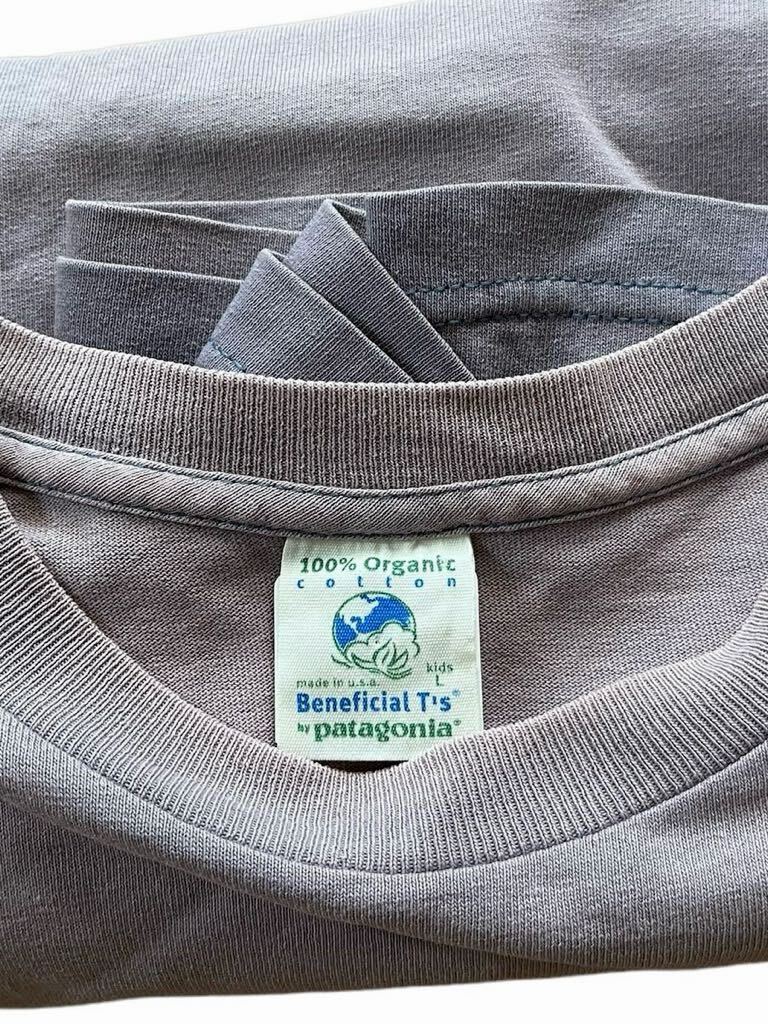 100% Organic
cotton
kids
made in u.s.a. L
Beneficial T's®
by patagonia®